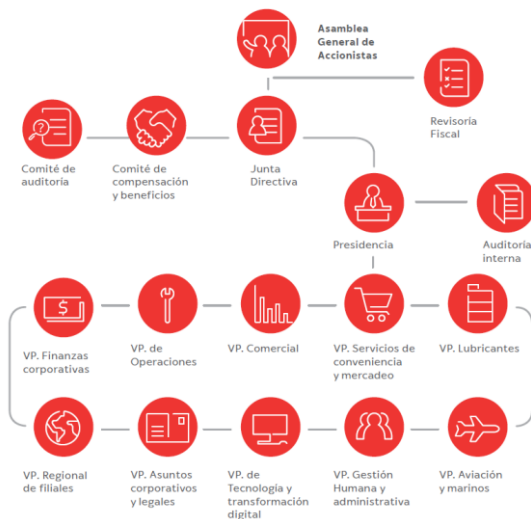 Asamblea
General de
Accionistas
Revisoría
Fiscal
Comité de
auditoría
Comité de
compensación
y beneficios
Junta
Directiva
Presidencia
Auditoría
interna
VP. Finanzas
corporativas
VP. de
Operaciones
VP. Comercial
VP. Servicios de
conveniencia
y mercadeo
VP. Lubricantes
VP. Regional
de filiales
VP. Asuntos
corporativos
y legales
VP. de
Tecnología y
transformación
digital
VP. Gestión
Humana y
administrativa
VP. Aviación
y marinos